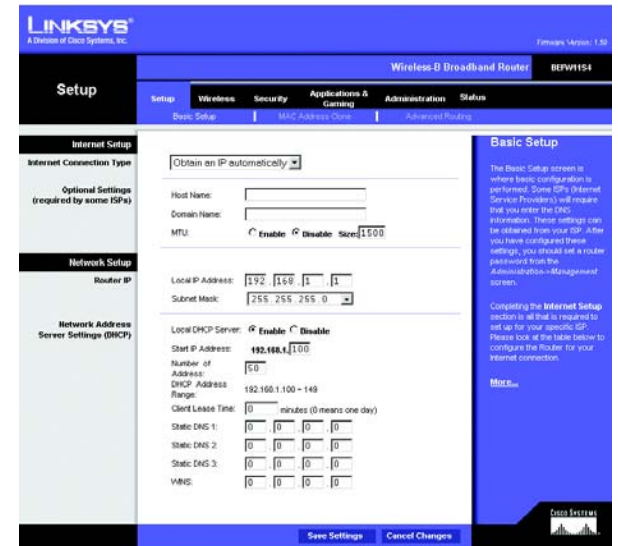 LINKSYS®
A Division of Cisco Systems, Inc.
Firmware Version: 1.50
Wireless-B Broadband Router BEFW11S4
Setup
Setup Wireless Security Applications & Gaming Administration Status
Basic Setup | MAC Address Clone | Advanced Routing
Internet Setup
Internet Connection Type
Obtain an IP automatically
Optional Settings
(required by some ISPs)
Host Name:
Domain Name:
MTU: Enable Disable Size: 1500
Network Setup
Router IP
Local IP Address: 192 . 168 . 1 . 1
Subnet Mask: 255.255.255.0
Network Address
Server Settings (DHCP)
Local DHCP Server: Enable Disable
Start IP Address: 192.168.1. 100
Number of
Address: 50
DHCP Address
Range: 192.168.1.100 ~ 149
Client Lease Time: 0 minutes (0 means one day)
Static DNS 1: 0 . 0 . 0 . 0
Static DNS 2: 0 . 0 . 0 . 0
Static DNS 3: 0 . 0 . 0 . 0
WINS: 0 . 0 . 0 . 0
Basic Setup
The Basic Setup screen is
where basic configuration is
performed. Some ISPs (Internet
Service Providers) will require
that you enter the DNS
information. These settings can
be obtained from your ISP. After
you have configured these
settings, you should set a router
password from the
Administration->Management
screen.
Completing the Internet Setup
section is all that is required to
set up for your specific ISP.
Please look at the table below to
configure the Router for your
Internet connection.
More...
Save Settings Cancel Changes
CISCO SYSTEMS